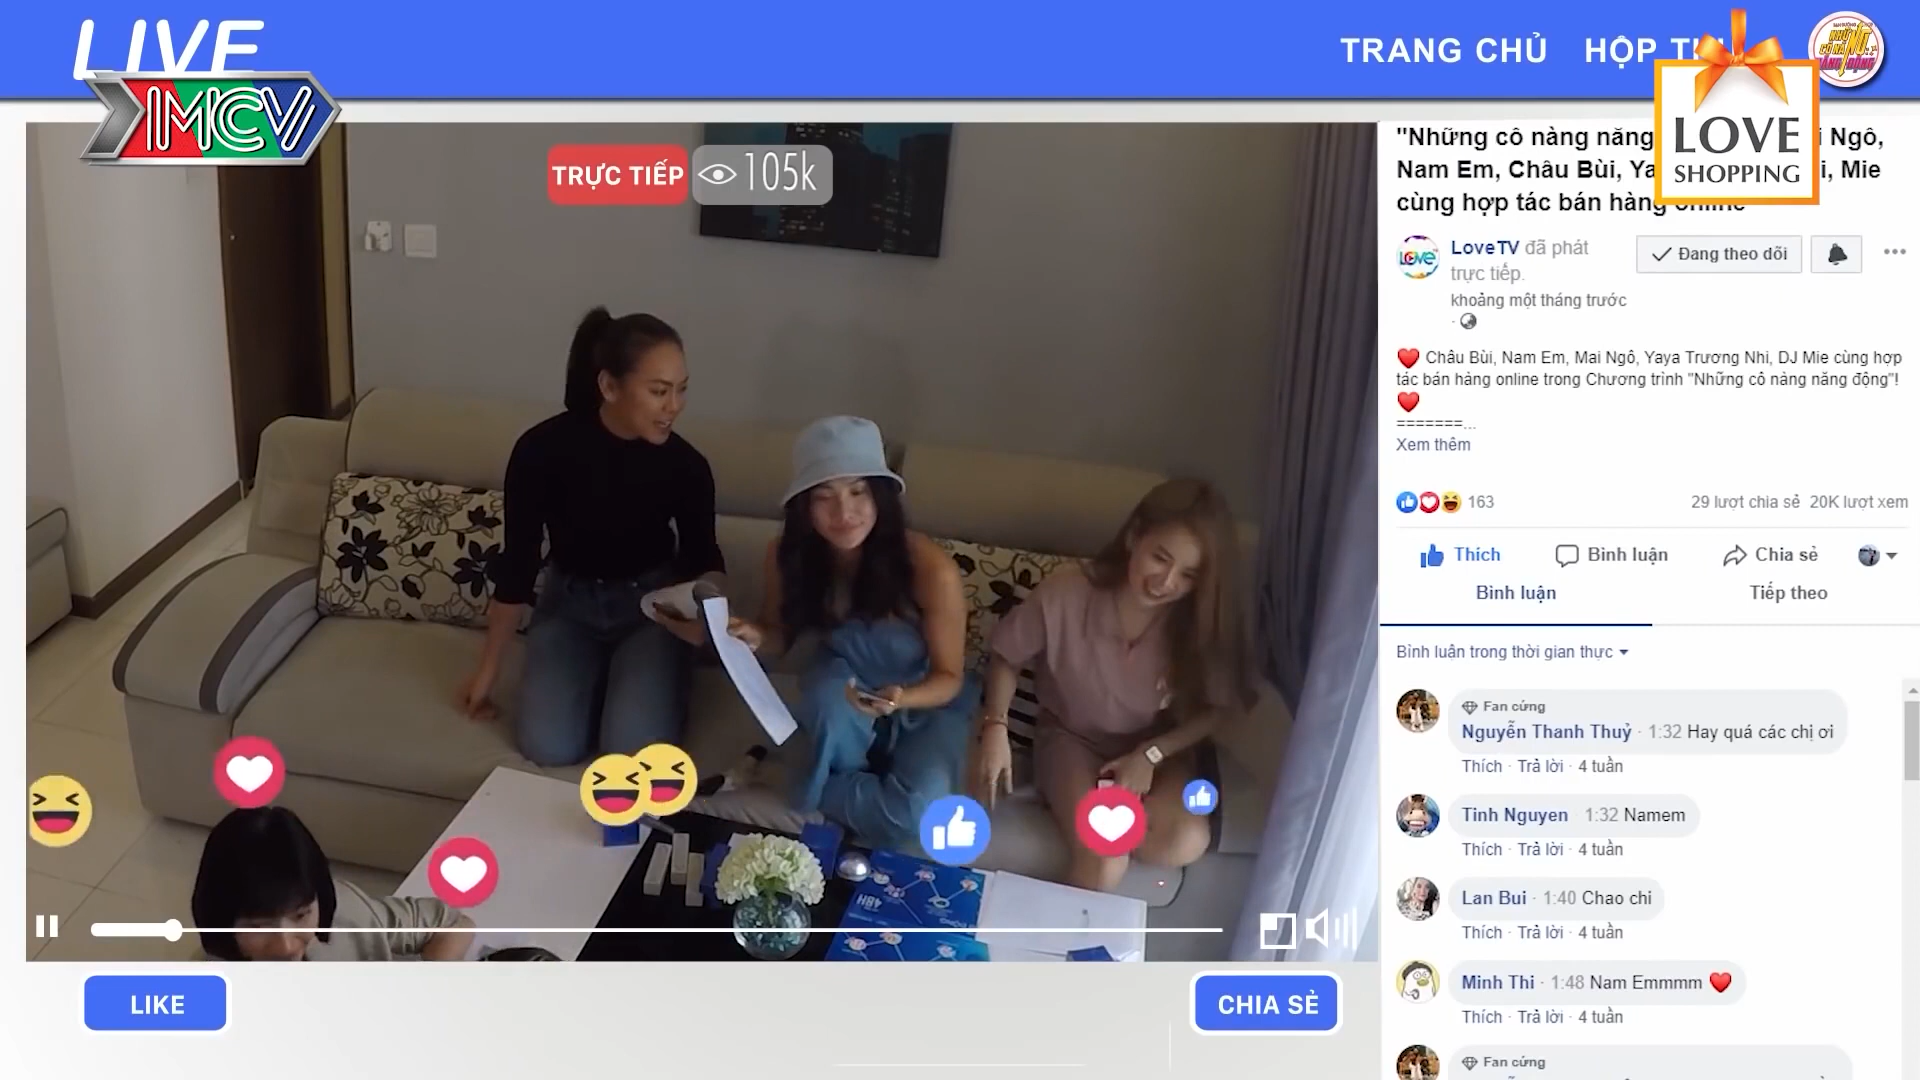 LIVE
MCV
TRANG CHỦ
HỘP
LOVE
SHOPPING
TRỰC TIẾP
105k
"Những cô nàng năng Ngô,
Nam Em, Châu Bùi, Mie
cùng hợp tác bán hàng online"
LoveTV đã phát
trực tiếp.
khoảng một tháng trước
Đang theo dõi
LOVE
Châu Bùi, Nam Em, Mai Ngô, Yaya Trương Nhi, DJ Mie cùng hợp
tác bán hàng online trong Chương trình "Những cô nàng năng động"!
=======...
Xem thêm
163
29 lượt chia sẻ 20K lượt xem
Thích
Bình luận
Chia sẻ
Bình luận
Tiếp theo
Bình luận trong thời gian thực
Fan cứng
Nguyễn Thanh Thuỷ · 1:32 Hay quá các chị ơi
Thích · Trả lời · 4 tuần
Tinh Nguyen · 1:32 Namem
Thích · Trả lời · 4 tuần
Lan Bui · 1:40 Chao chi
Thích · Trả lời · 4 tuần
Minh Thi · 1:48 Nam Emmmm
Thích · Trả lời · 4 tuần
Fan cứng
48H
LIKE
CHIA SẺ